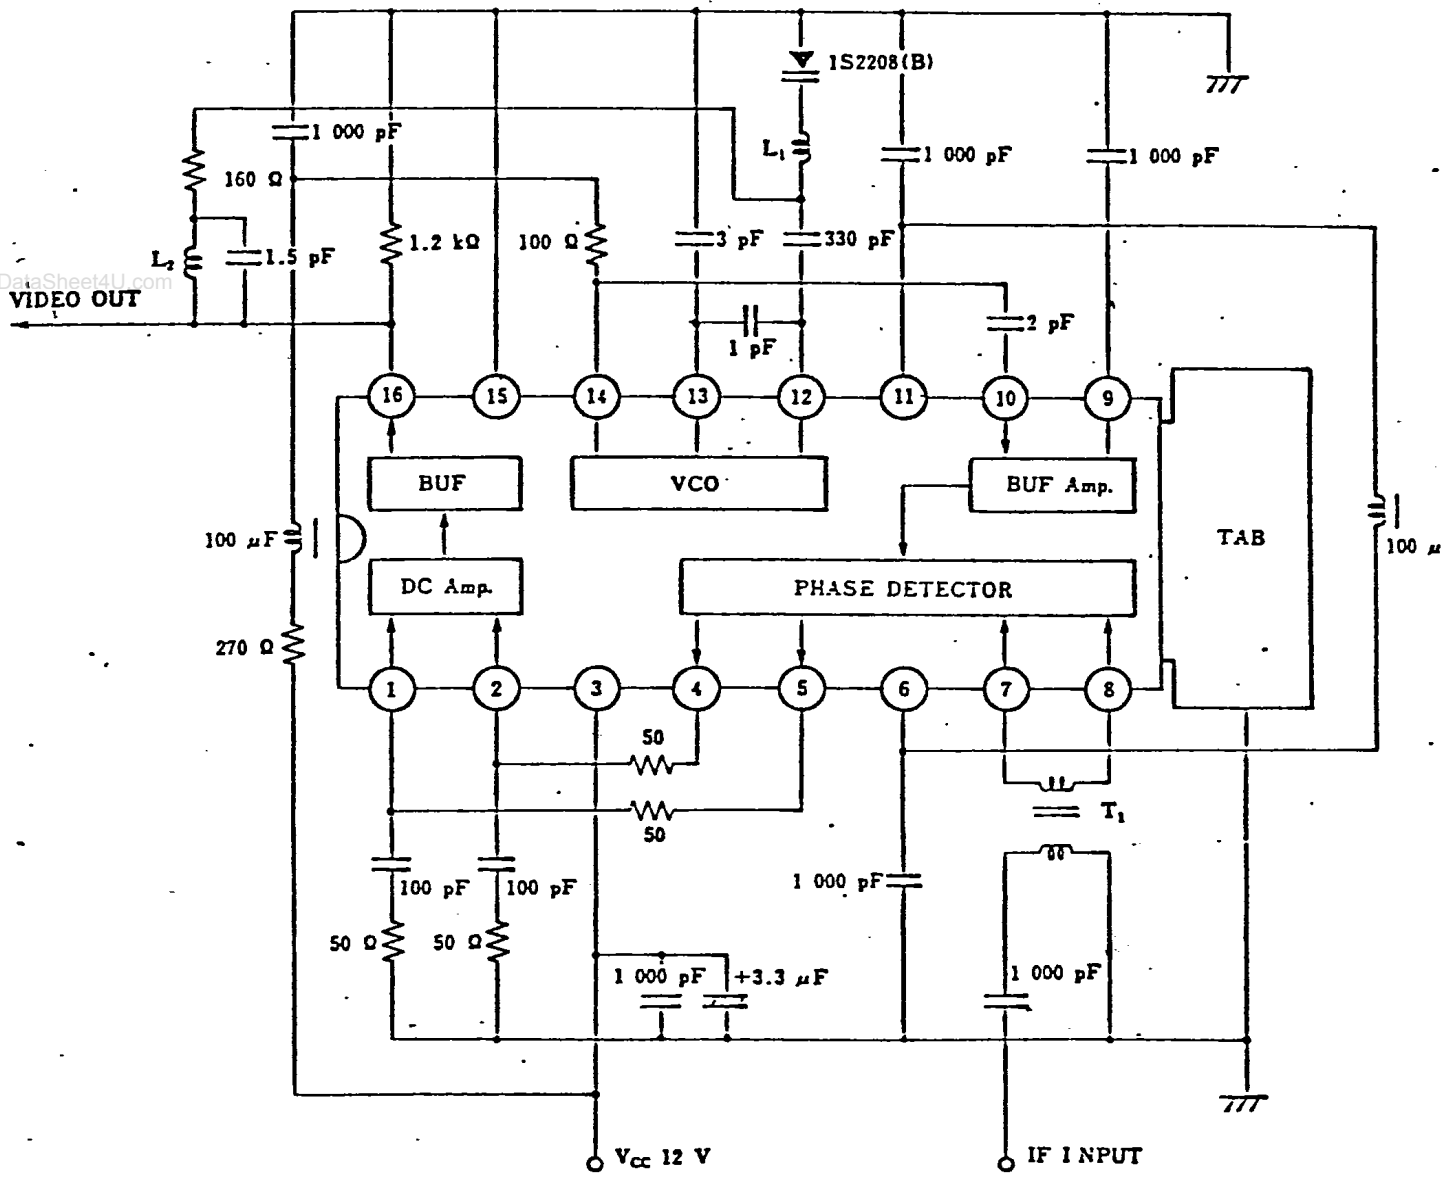 1S2208(B)
1 000 pF
L₁
1 000 pF
1 000 pF
160 Ω
1.2 kΩ
100 Ω
3 pF
330 pF
L₂
1.5 pF
DataSheet4U.com
VIDEO OUT
2 pF
1 pF
16
15
14
13
12
11
10
9
BUF
VCO
BUF Amp.
TAB
100 μF
100 μ
DC Amp.
PHASE DETECTOR
270 Ω
1
2
3
4
5
6
7
8
50
50
T₁
100 pF
100 pF
1 000 pF
50 Ω
50 Ω
1 000 pF
+3.3 μF
1 000 pF
VCC 12 V
IF INPUT